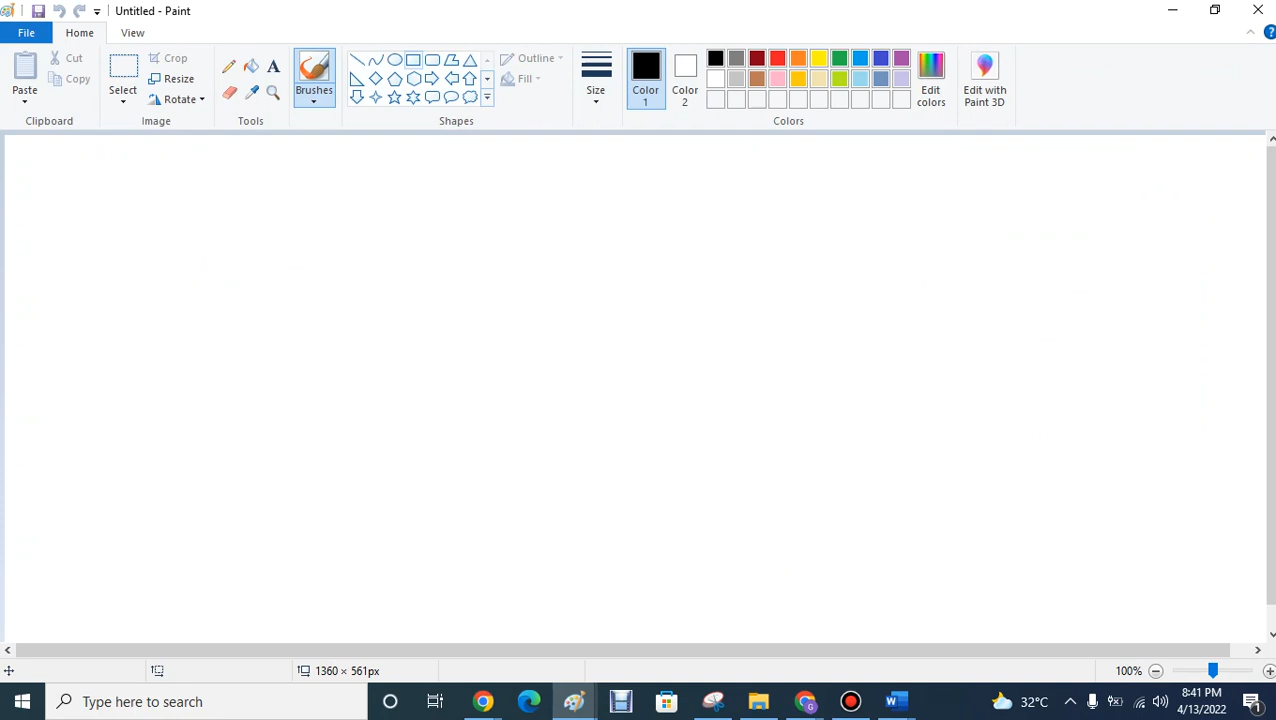 Untitled - Paint
File Home View
Paste
Cut
Copy
Clipboard
Select
Crop
Resize
Rotate
Image
A
Tools
Brushes
Shapes
Outline
Fill
Size
Color 1
Color 2
Colors
Edit colors
Edit with Paint 3D
1360 × 561px
100%
Type here to search
32°C
8:41 PM
4/13/2022